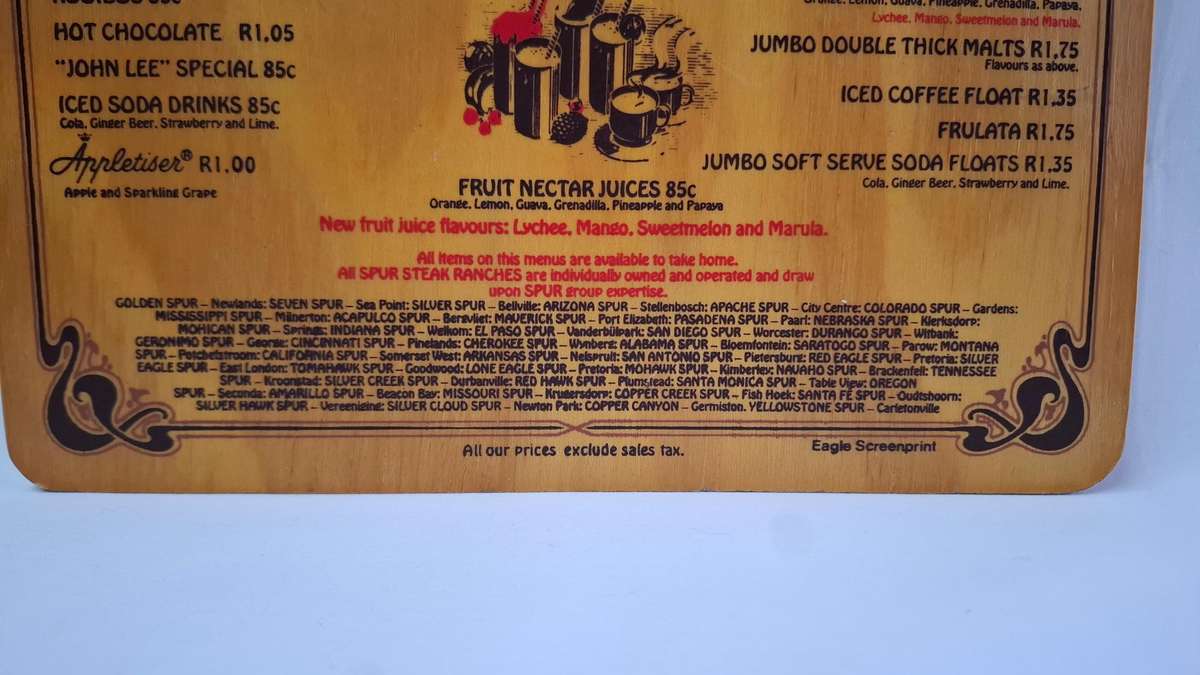 ROOIBOS 85c
HOT CHOCOLATE R1,05
"JOHN LEE" SPECIAL 85c
ICED SODA DRINKS 85c
Cola, Ginger Beer, Strawberry and Lime.
Appletiser® R1.00
Apple and Sparkling Grape
Orange, Lemon, Guava, Pineapple, Grenadilla, Papaya.
Lychee, Mango, Sweetmelon and Marula.
JUMBO DOUBLE THICK MALTS R1,75
Flavours as above.
ICED COFFEE FLOAT R1,35
FRULATA R1,75
JUMBO SOFT SERVE SODA FLOATS R1,35
Cola, Ginger Beer, Strawberry and Lime.
FRUIT NECTAR JUICES 85c
Orange, Lemon, Guava, Grenadilla, Pineapple and Papaya
New fruit juice flavours: Lychee, Mango, Sweetmelon and Marula.
All items on this menus are available to take home.
All SPUR STEAK RANCHES are individually owned and operated and draw
upon SPUR group expertise.
GOLDEN SPUR – Newlands: SEVEN SPUR – Sea Point: SILVER SPUR – Bellville: ARIZONA SPUR – Stellenbosch: APACHE SPUR – City Centre: COLORADO SPUR – Gardens:
MISSISSIPPI SPUR – Milnerton: ACAPULCO SPUR – Bergvliet: MAVERICK SPUR – Port Elizabeth: PASADENA SPUR – Paarl: NEBRASKA SPUR – Klerksdorp:
MOHICAN SPUR – Springs: INDIANA SPUR – Welkom: EL PASO SPUR – Vanderbijlpark: SAN DIEGO SPUR – Worcester: DURANGO SPUR – Witbank:
GERONIMO SPUR – George: CINCINNATI SPUR – Pinelands: CHEROKEE SPUR – Wynberg: ALABAMA SPUR – Bloemfontein: SARATOGO SPUR – Parow: MONTANA
SPUR – Potchefstroom: CALIFORNIA SPUR – Somerset West: ARKANSAS SPUR – Nelspruit: SAN ANTONIO SPUR – Pietersburg: RED EAGLE SPUR – Pretoria: SILVER
EAGLE SPUR – East London: TOMAHAWK SPUR – Goodwood: LONE EAGLE SPUR – Pretoria: MOHAWK SPUR – Kimberley: NAVAHO SPUR – Brackenfell: TENNESSEE
SPUR – Kroonstad: SILVER CREEK SPUR – Durbanville: RED HAWK SPUR – Plumstead: SANTA MONICA SPUR – Table View: OREGON
SPUR – Secunda: AMARILLO SPUR – Beacon Bay: MISSOURI SPUR – Krugersdorp: COPPER CREEK SPUR – Fish Hoek: SANTA FE SPUR – Oudtshoorn:
SILVER HAWK SPUR – Vereeniging: SILVER CLOUD SPUR – Newton Park: COPPER CANYON – Germiston. YELLOWSTONE SPUR – Carletonville
All our prices exclude sales tax.
Eagle Screenprint